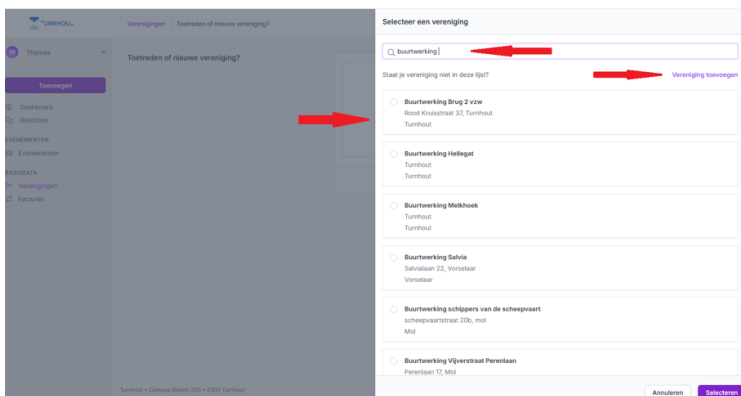 TURNHOU_
Verenigingen
Toetreden of nieuwe vereniging?
Selecteer een vereniging
Thomas
Toetreden of nieuwe vereniging?
buurtwerking
Staat je vereniging niet in deze lijst?
Vereniging toevoegen
Toevoegen
Dashboard
Berichten
EVENEMENTEN
Evenementen
BASISDATA
Verenigingen
Facturen
Buurtwerking Brug 2 vzw
Rood Kruisstraat 37, Turnhout
Turnhout
Buurtwerking Hellegat
Turnhout
Turnhout
Buurtwerking Melkhoek
Turnhout
Turnhout
Buurtwerking Salvia
Salvialaan 22, Vorselaar
Vorselaar
Buurtwerking schippers van de scheepvaart
scheepvaartstraat 20b, mol
Mol
Buurtwerking Vijverstraat Perenlaan
Perenlaan 17, Mol
Turnhout • Campus Blairon 200 • 2300 Turnhout
Annuleren
Selecteren